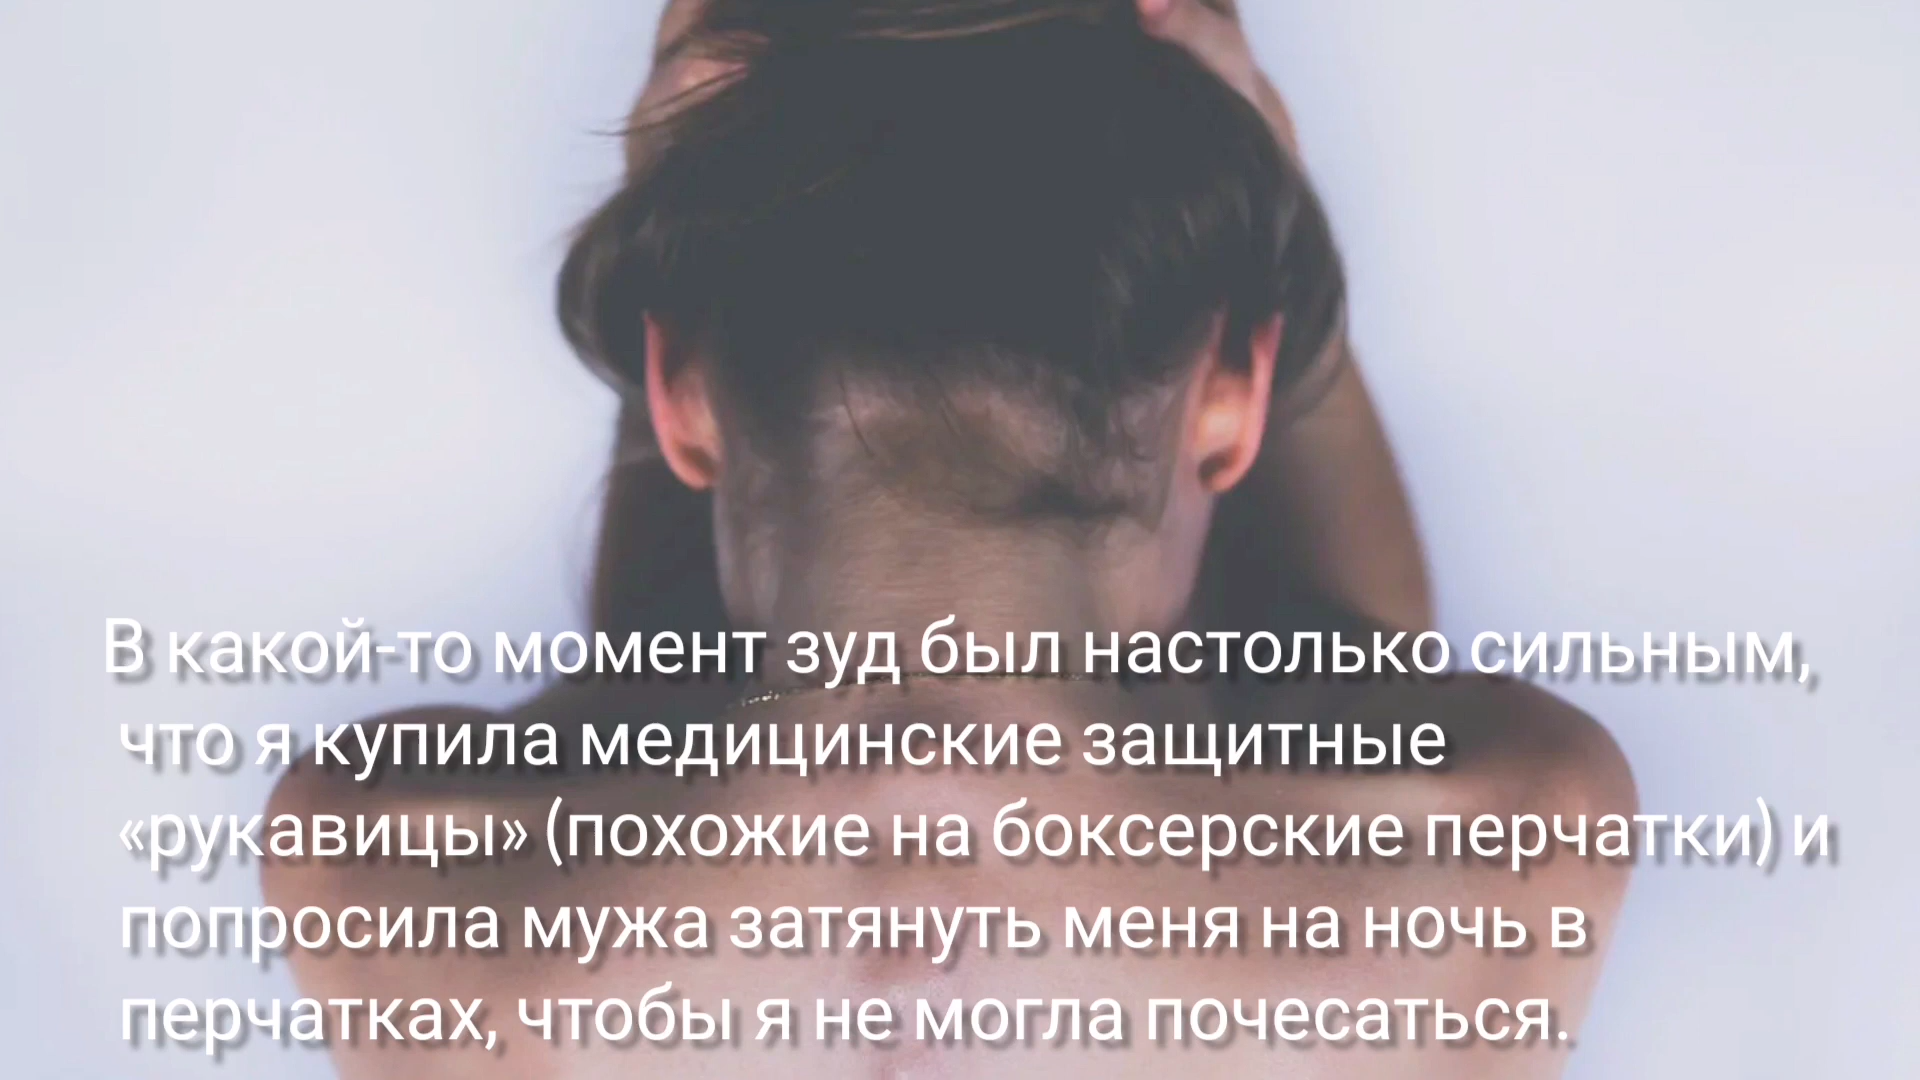 В какой-то момент зуд был настолько сильным,
что я купила медицинские защитные
«рукавицы» (похожие на боксерские перчатки) и
попросила мужа затянуть меня на ночь в
перчатках, чтобы я не могла почесаться.